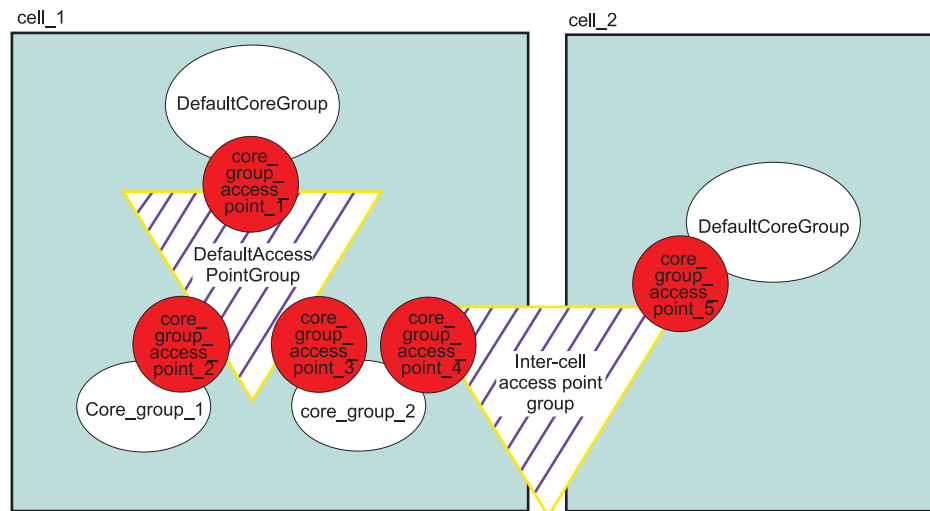 cell_1
cell_2
DefaultCoreGroup
core_
group_
access_
point_1
DefaultAccess
PointGroup
core_
group_
access_
point_2
core_
group_
access_
point_3
core_
group_
access_
point_4
Core_group_1
core_group_2
Inter-cell
access point
group
DefaultCoreGroup
core_
group_
access_
point_5